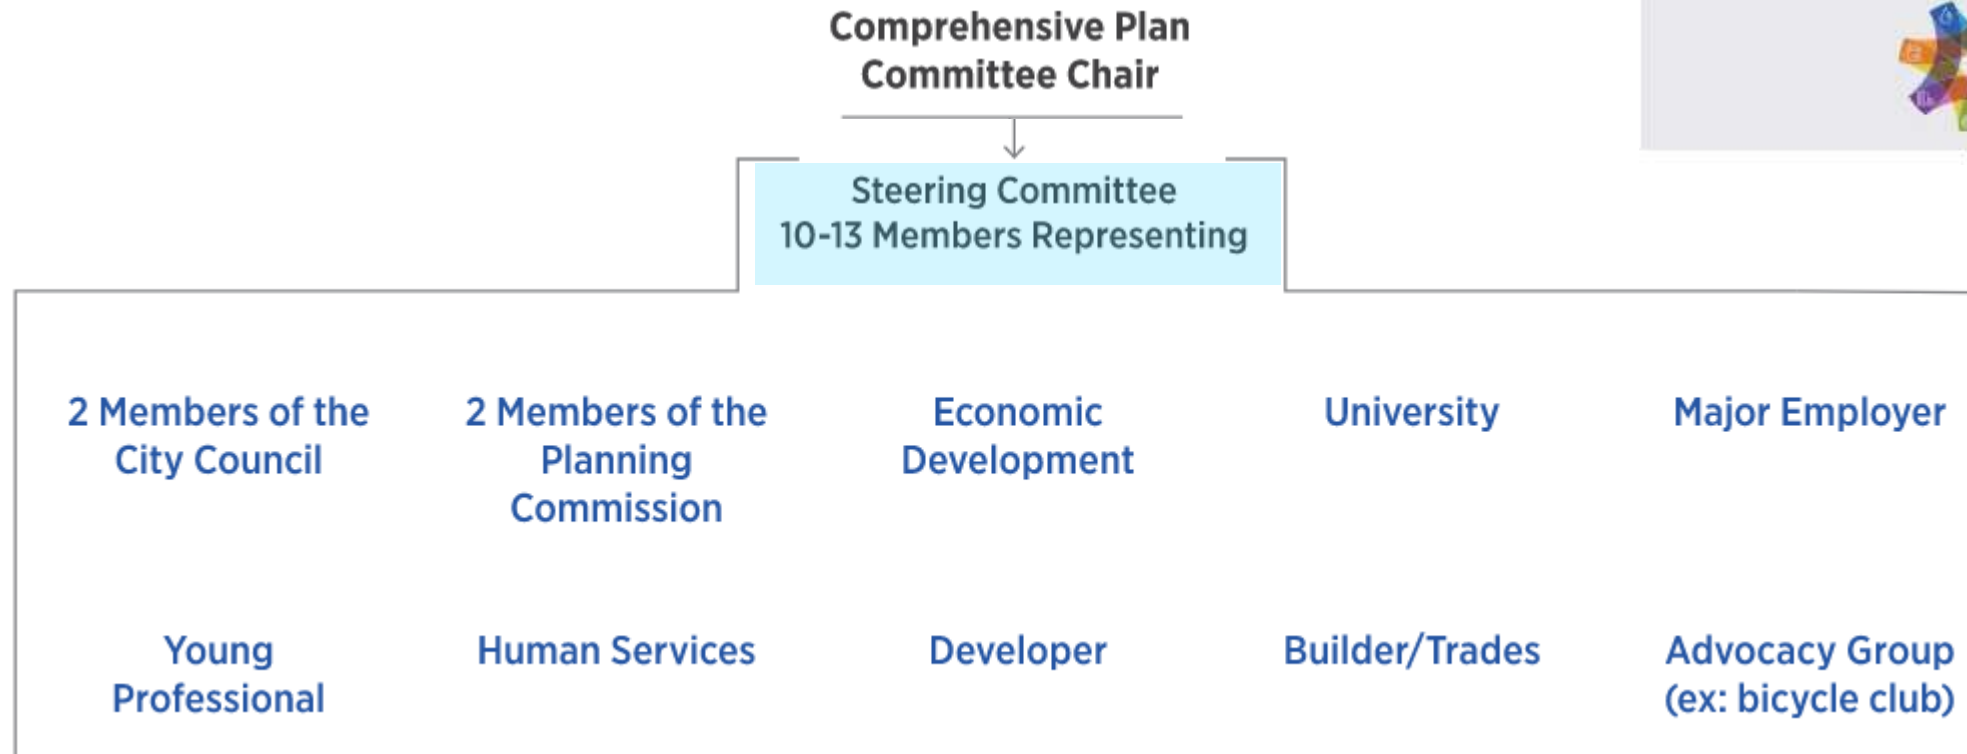 Comprehensive Plan
Committee Chair
Steering Committee
10-13 Members Representing
2 Members of the
City Council
2 Members of the
Planning
Commission
Economic
Development
University
Major Employer
Young
Professional
Human Services
Developer
Builder/Trades
Advocacy Group
(ex: bicycle club)